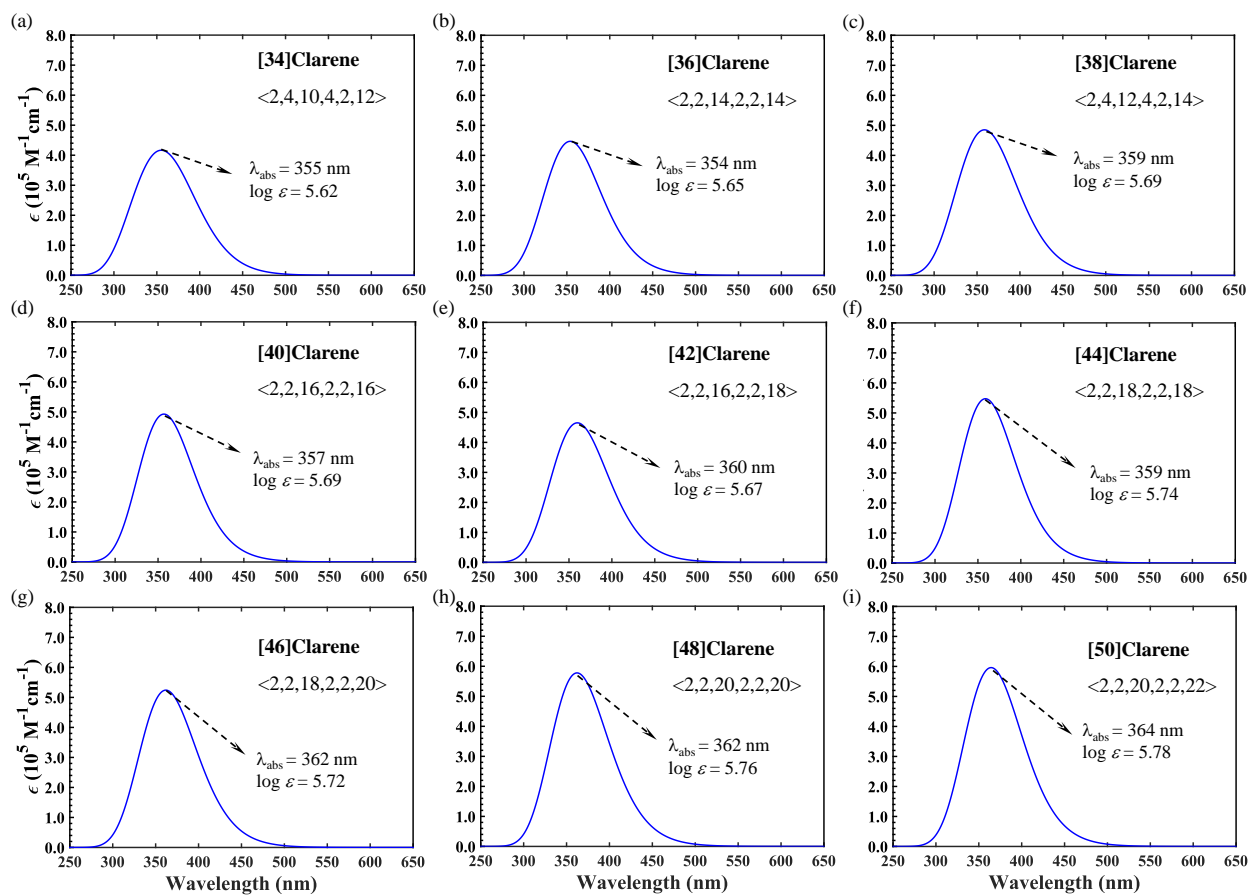 (a)
8.0
7.0
6.0
5.0
4.0
3.0
2.0
1.0
0.0
ϵ (10⁵ M⁻¹cm⁻¹)
[34]Clarene
<2,4,10,4,2,12>
λabs = 355 nm
log ε = 5.62
250 300 350 400 450 500 550 600 650
(b)
8.0
7.0
6.0
5.0
4.0
3.0
2.0
1.0
0.0
[36]Clarene
<2,2,14,2,2,14>
λabs = 354 nm
log ε = 5.65
250 300 350 400 450 500 550 600 650
(c)
8.0
7.0
6.0
5.0
4.0
3.0
2.0
1.0
0.0
[38]Clarene
<2,4,12,4,2,14>
λabs = 359 nm
log ε = 5.69
250 300 350 400 450 500 550 600 650
(d)
8.0
7.0
6.0
5.0
4.0
3.0
2.0
1.0
0.0
ϵ (10⁵ M⁻¹cm⁻¹)
[40]Clarene
<2,2,16,2,2,16>
λabs = 357 nm
log ε = 5.69
250 300 350 400 450 500 550 600 650
(e)
8.0
7.0
6.0
5.0
4.0
3.0
2.0
1.0
0.0
[42]Clarene
<2,2,16,2,2,18>
λabs = 360 nm
log ε = 5.67
250 300 350 400 450 500 550 600 650
(f)
8.0
7.0
6.0
5.0
4.0
3.0
2.0
1.0
0.0
[44]Clarene
<2,2,18,2,2,18>
λabs = 359 nm
log ε = 5.74
250 300 350 400 450 500 550 600 650
(g)
8.0
7.0
6.0
5.0
4.0
3.0
2.0
1.0
0.0
ϵ (10⁵ M⁻¹cm⁻¹)
[46]Clarene
<2,2,18,2,2,20>
λabs = 362 nm
log ε = 5.72
250 300 350 400 450 500 550 600 650
Wavelength (nm)
(h)
8.0
7.0
6.0
5.0
4.0
3.0
2.0
1.0
0.0
[48]Clarene
<2,2,20,2,2,20>
λabs = 362 nm
log ε = 5.76
250 300 350 400 450 500 550 600 650
Wavelength (nm)
(i)
8.0
7.0
6.0
5.0
4.0
3.0
2.0
1.0
0.0
[50]Clarene
<2,2,20,2,2,22>
λabs = 364 nm
log ε = 5.78
250 300 350 400 450 500 550 600 650
Wavelength (nm)